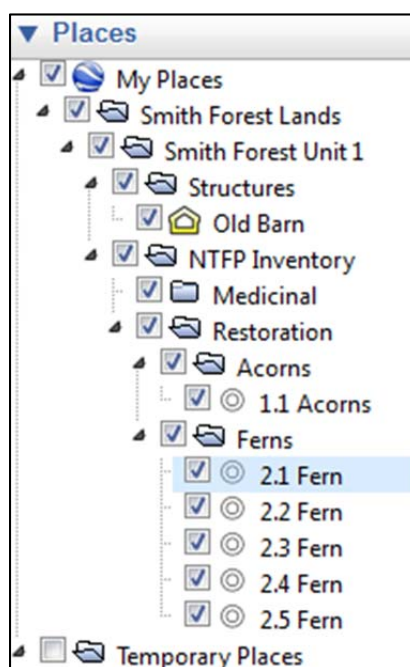 Places
My Places
Smith Forest Lands
Smith Forest Unit 1
Structures
Old Barn
NTFP Inventory
Medicinal
Restoration
Acorns
1.1 Acorns
Ferns
2.1 Fern
2.2 Fern
2.3 Fern
2.4 Fern
2.5 Fern
Temporary Places